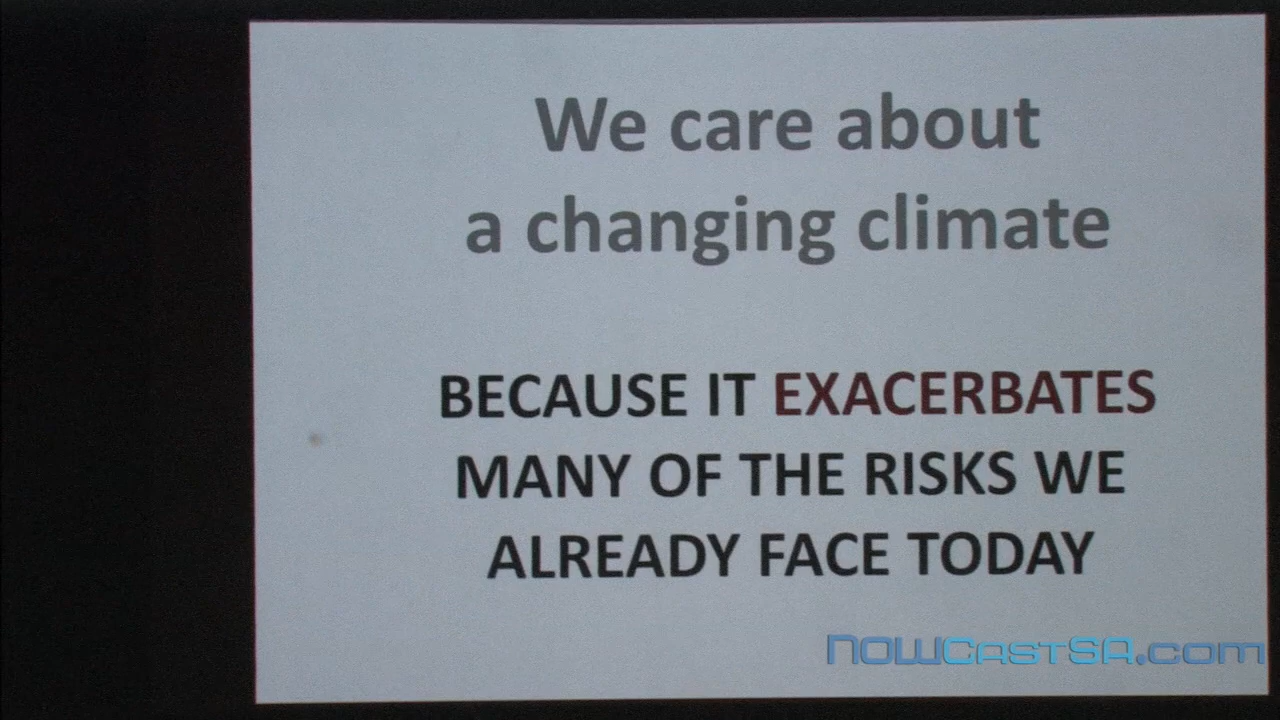 We care about
a changing climate
BECAUSE IT EXACERBATES
MANY OF THE RISKS WE
ALREADY FACE TODAY
NOWCastSA.com